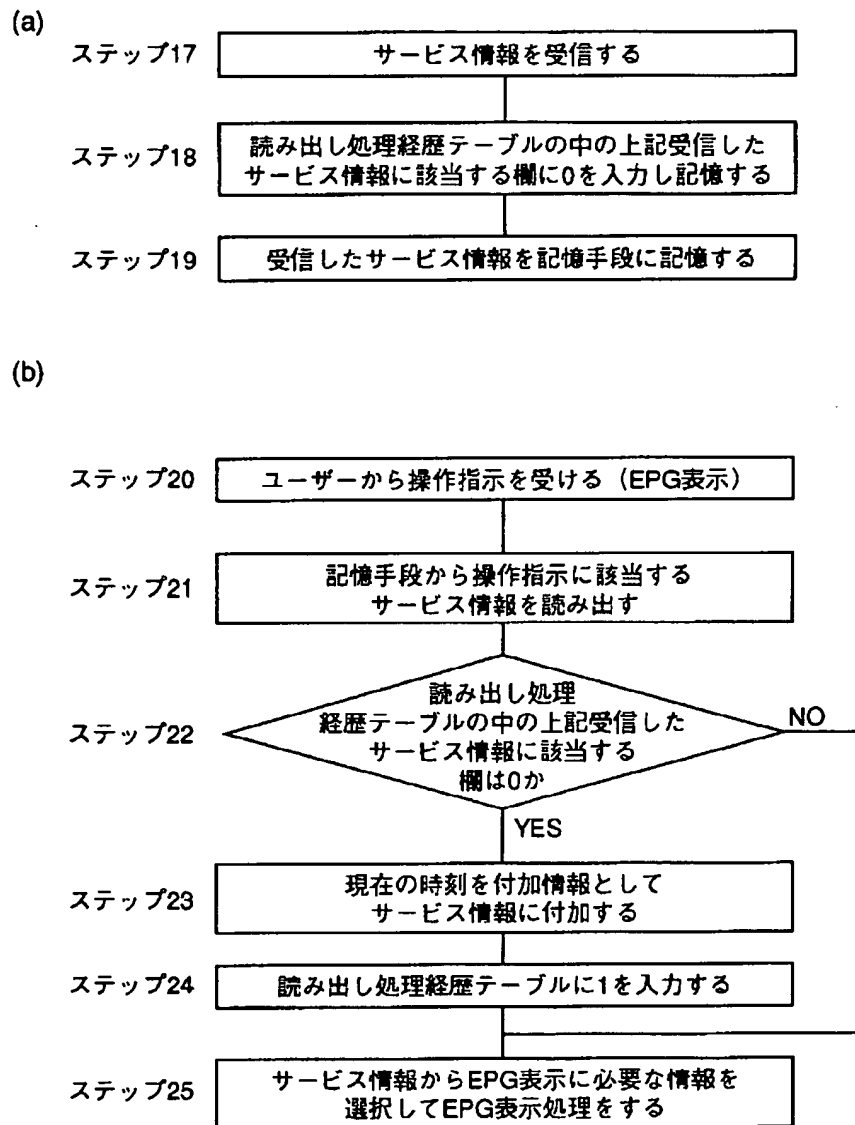 (a)
ステップ17
サービス情報を受信する
ステップ18
読み出し処理経歴テーブルの中の上記受信した
サービス情報に該当する欄に0を入力し記憶する
ステップ19
受信したサービス情報を記憶手段に記憶する
(b)
ステップ20
ユーザーから操作指示を受ける（EPG表示）
ステップ21
記憶手段から操作指示に該当する
サービス情報を読み出す
ステップ22
読み出し処理
経歴テーブルの中の上記受信した
サービス情報に該当する
欄は0か
NO
YES
ステップ23
現在の時刻を付加情報として
サービス情報に付加する
ステップ24
読み出し処理経歴テーブルに1を入力する
ステップ25
サービス情報からEPG表示に必要な情報を
選択してEPG表示処理をする